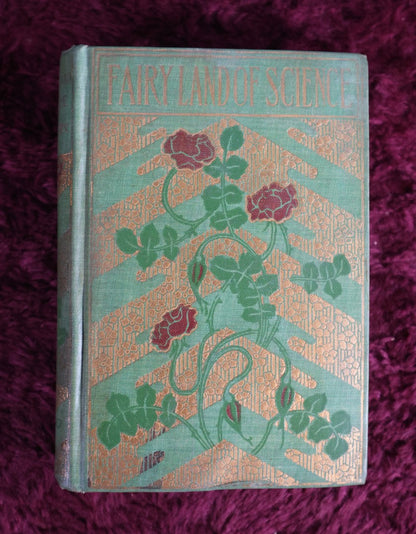 FAIRY LAND OF SCIENCE